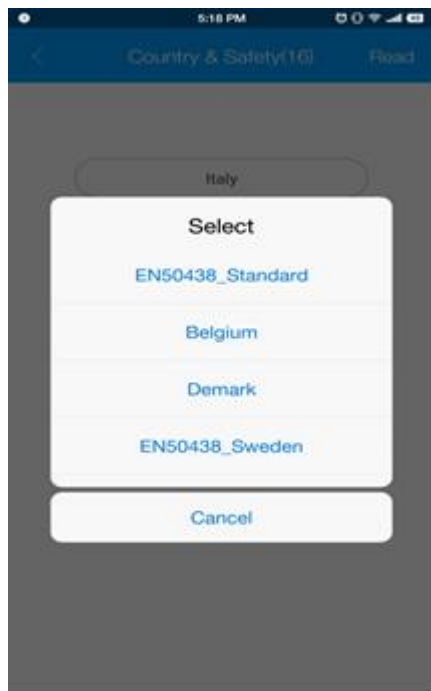 5:18 PM
Country & Safety(16)
Read
Italy
Select
EN50438_Standard
Belgium
Demark
EN50438_Sweden
Cancel